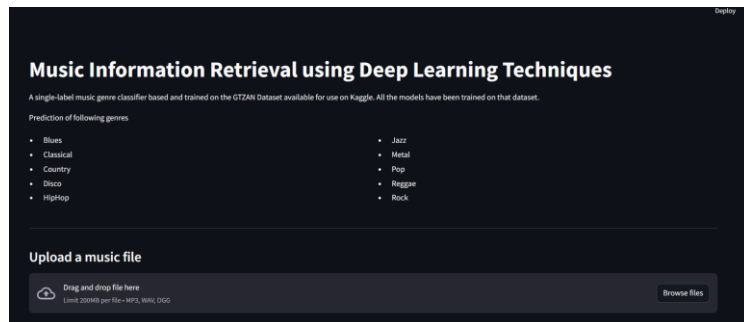 Deploy
Music Information Retrieval using Deep Learning Techniques
A single-label music genre classifier based and trained on the GTZAN Dataset available for use on Kaggle. All the models have been trained on that dataset.
Prediction of following genres
• Blues
• Classical
• Country
• Disco
• HipHop
• Jazz
• Metal
• Pop
• Reggae
• Rock
Upload a music file
Drag and drop file here
Limit 200MB per file • MP3, WAV, OGG
Browse files